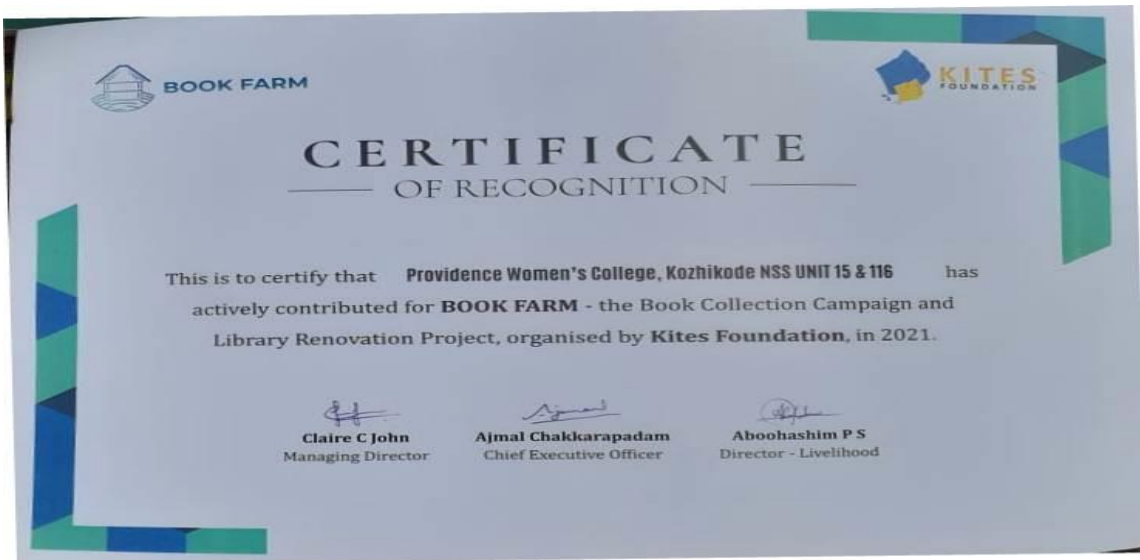 BOOK FARM
KITES
FOUNDATION
CERTIFICATE
OF RECOGNITION
This is to certify that Providence Women's College, Kozhikode NSS UNIT 15 & 116 has
actively contributed for BOOK FARM - the Book Collection Campaign and
Library Renovation Project, organised by Kites Foundation, in 2021.
Claire C John Ajmal Chakkarapadam Aboohashim P S
Managing Director Chief Executive Officer Director - Livelihood